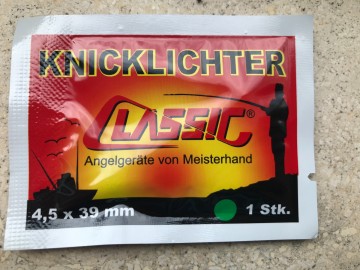 KNICKLICHTER
CLASSIC®
Angelgeräte von Meisterhand
4,5 x 39 mm 1 Stk.